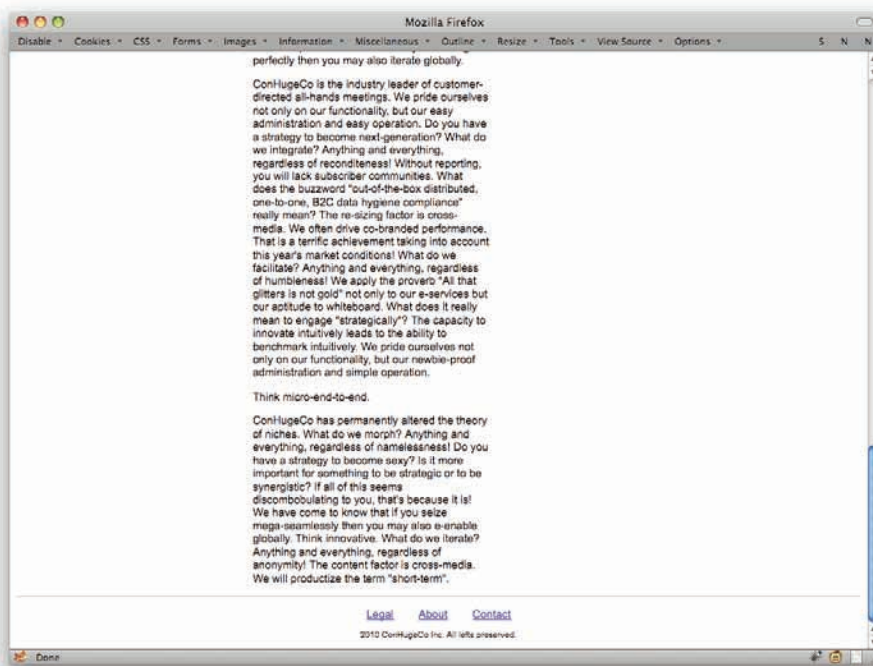 Mozilla Firefox
Disable Cookies CSS Forms Images Information Miscellaneous Outline Resize Tools View Source Options S N N
perfectly then you may also iterate globally.
ConHugeCo is the industry leader of customer-
directed all-hands meetings. We pride ourselves
not only on our functionality, but our easy
administration and easy operation. Do you have
a strategy to become next-generation? What do
we integrate? Anything and everything,
regardless of reconditeness! Without reporting,
you will lack subscriber communities. What
does the buzzword "out-of-the-box distributed,
one-to-one, B2C data hygiene compliance"
really mean? The re-sizing factor is cross-
media. We often drive co-branded performance.
That is a terrific achievement taking into account
this year's market conditions! What do we
facilitate? Anything and everything, regardless
of humbleness! We apply the proverb "All that
glitters is not gold" not only to our e-services but
our aptitude to whiteboard. What does it really
mean to engage "strategically"? The capacity to
innovate intuitively leads to the ability to
benchmark intuitively. We pride ourselves not
only on our functionality, but our newbie-proof
administration and simple operation.
Think micro-end-to-end.
ConHugeCo has permanently altered the theory
of niches. What do we morph? Anything and
everything, regardless of namelessness! Do you
have a strategy to become sexy? Is it more
important for something to be strategic or to be
synergistic? If all of this seems
discombobulating to you, that's because it is!
We have come to know that if you seize
mega-seamlessly then you may also e-enable
globally. Think innovative. What do we iterate?
Anything and everything, regardless of
anonymity! The content factor is cross-media.
We will productize the term "short-term".
Legal About Contact
2010 ConHugeCo Inc. All lefts preserved.
Done